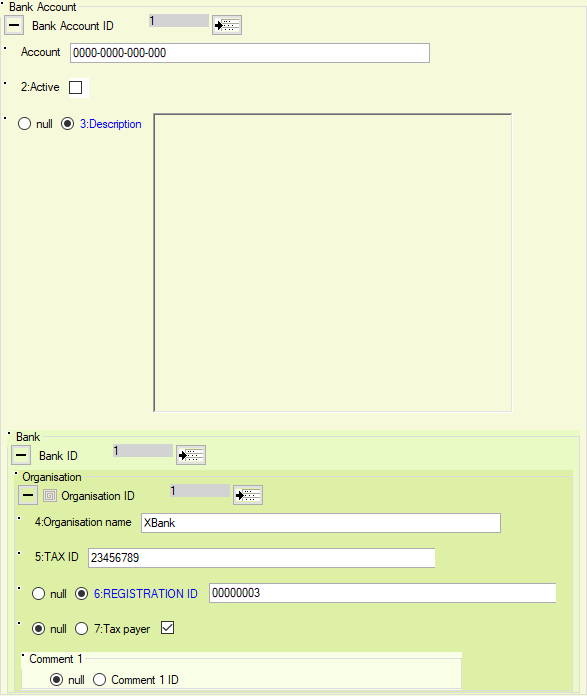 Bank Account
Bank Account ID 1
Account 0000-0000-000-000
2:Active
null 3:Description
Bank
Bank ID 1
Organisation
Organisation ID 1
4:Organisation name XBank
5:TAX ID 23456789
null 6:REGISTRATION ID 00000003
null 7:Tax payer
Comment 1
null Comment 1 ID